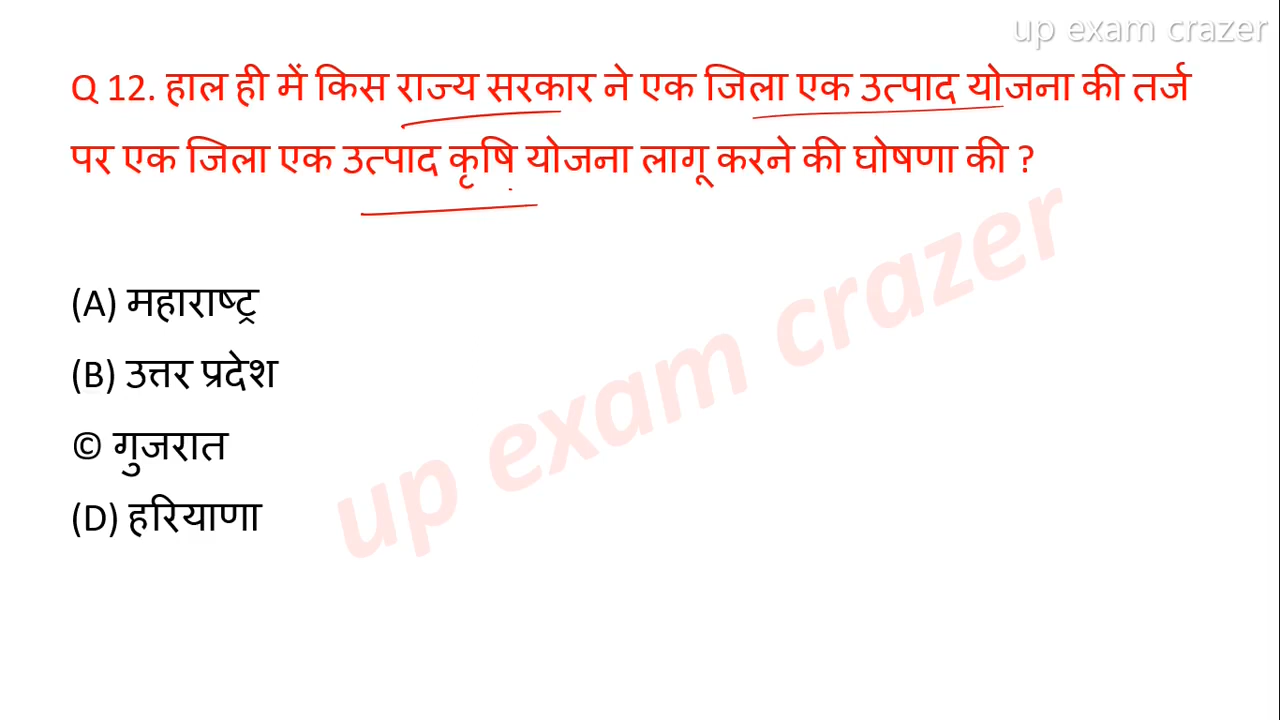 up exam crazer
Q 12. हाल ही में किस राज्य सरकार ने एक जिला एक उत्पाद योजना की तर्ज
पर एक जिला एक उत्पाद कृषि योजना लागू करने की घोषणा की ?
(A) महाराष्ट्र
(B) उत्तर प्रदेश
© गुजरात
(D) हरियाणा
up exam crazer